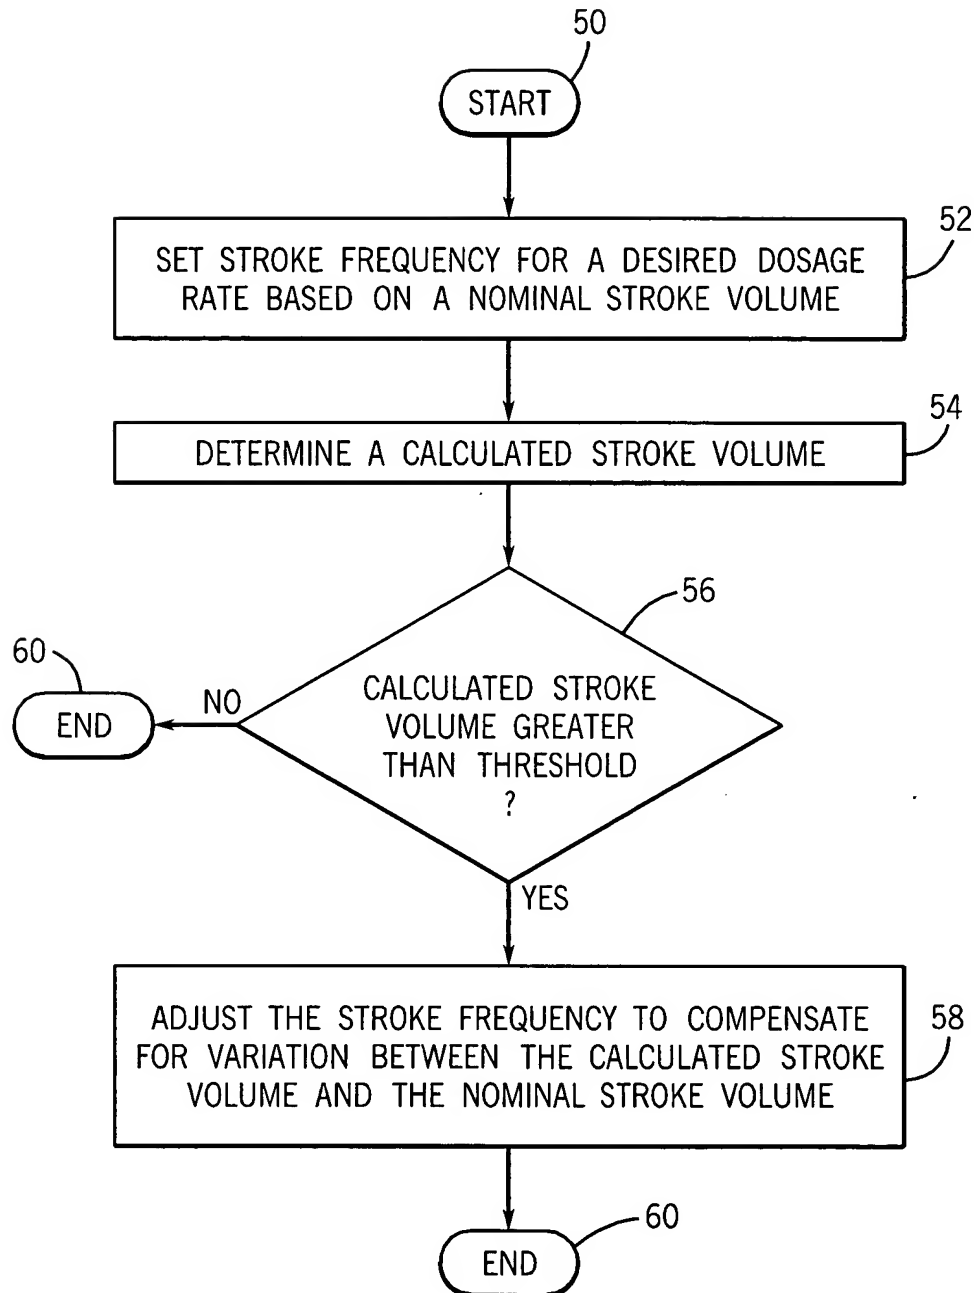 50
START
52
SET STROKE FREQUENCY FOR A DESIRED DOSAGE
RATE BASED ON A NOMINAL STROKE VOLUME
54
DETERMINE A CALCULATED STROKE VOLUME
56
60
CALCULATED STROKE
VOLUME GREATER
THAN THRESHOLD
?
NO
END
YES
58
ADJUST THE STROKE FREQUENCY TO COMPENSATE
FOR VARIATION BETWEEN THE CALCULATED STROKE
VOLUME AND THE NOMINAL STROKE VOLUME
60
END